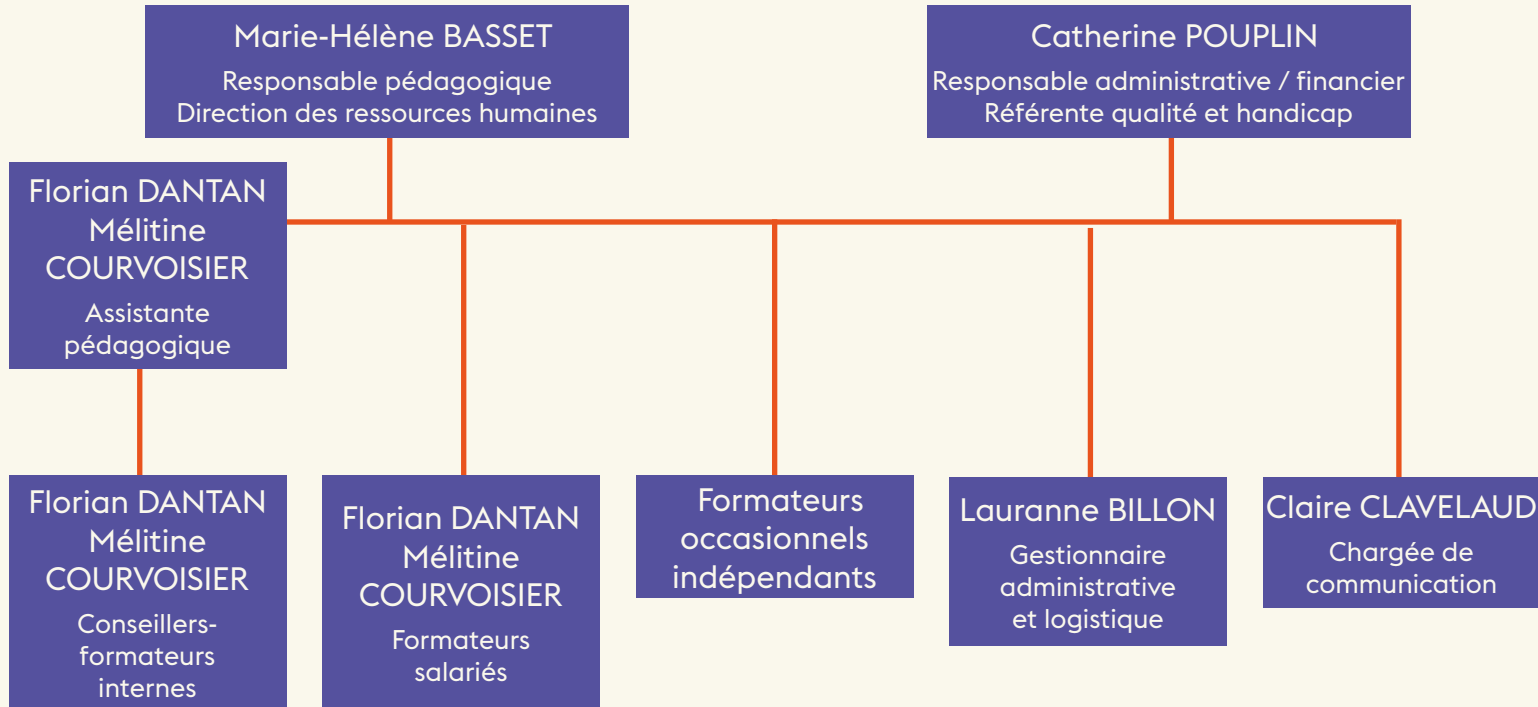 Marie-Hélène BASSET
Responsable pédagogique
Direction des ressources humaines
Catherine POUPLIN
Responsable administrative / financier
Référente qualité et handicap
Florian DANTAN
Mélitine
COURVOISIER
Assistante
pédagogique
Florian DANTAN
Mélitine
COURVOISIER
Conseillers-
formateurs
internes
Florian DANTAN
Mélitine
COURVOISIER
Formateurs
salariés
Formateurs
occasionnels
indépendants
Lauranne BILLON
Gestionnaire
administrative
et logistique
Claire CLAVELAUD
Chargée de
communication